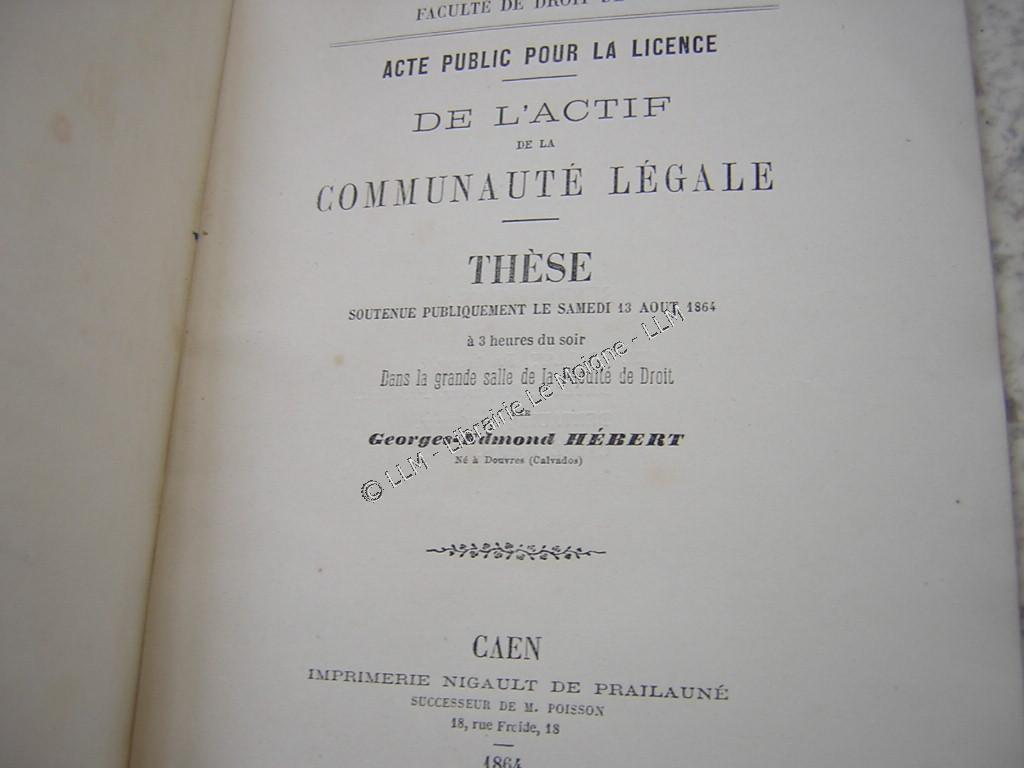 FACULTÉ DE DROIT DE
ACTE PUBLIC POUR LA LICENCE
DE L'ACTIF
DE LA
COMMUNAUTÉ LÉGALE
THÈSE
SOUTENUE PUBLIQUEMENT LE SAMEDI 13 AOUT 1864
à 3 heures du soir
Dans la grande salle de la Faculté de Droit
Georges-Edmond HÉBERT
Né à Douvres (Calvados)
© LLM - Librairie Le Moigne - LLM
CAEN
IMPRIMERIE NIGAULT DE PRAILAUNÉ
SUCCESSEUR DE M. POISSON
18, rue Froide, 18
1864